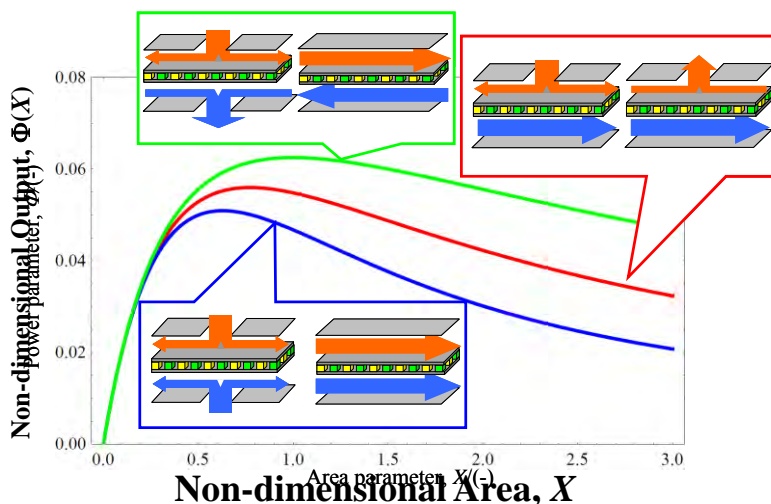 Non-dimensional Output, Φ(X)
Power parameter, Φ/(-)
0.08
0.06
0.04
0.02
0.00
0.0 0.5 1.0 1.5 2.0 2.5 3.0
Area parameter, X/(-)
Non-dimensional Area, X